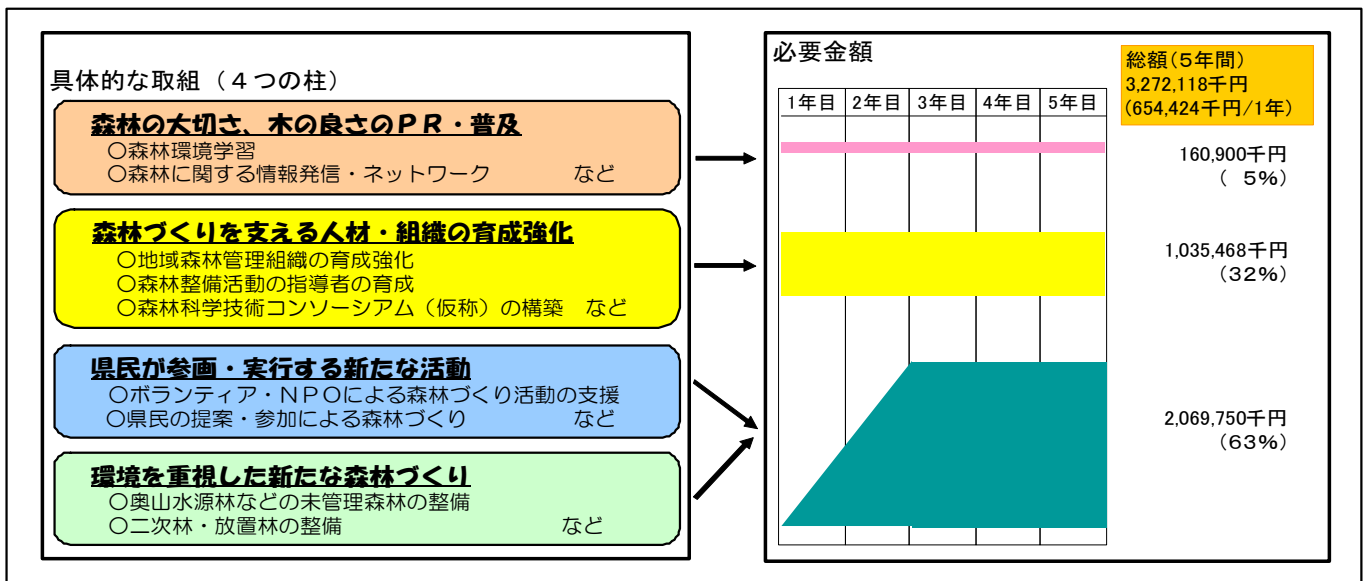 具体的な取組（４つの柱）
森林の大切さ、木の良さのＰＲ・普及
○森林環境学習
○森林に関する情報発信・ネットワーク　など
森林づくりを支える人材・組織の育成強化
○地域森林管理組織の育成強化
○森林整備活動の指導者の育成
○森林科学技術コンソーシアム（仮称）の構築　など
県民が参画・実行する新たな活動
○ボランティア・ＮＰＯによる森林づくり活動の支援
○県民の提案・参加による森林づくり　など
環境を重視した新たな森林づくり
○奥山水源林などの未管理森林の整備
○二次林・放置林の整備　など
必要金額
総額（５年間）
3,272,118千円
(654,424千円/1年)
1年目 2年目 3年目 4年目 5年目
160,900千円
（　5%）
1,035,468千円
（32%）
2,069,750千円
（63%）